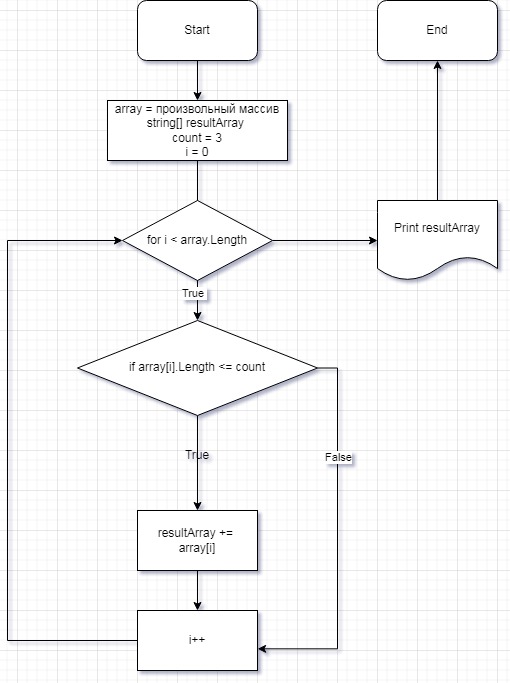 Start
End
array = произвольный массив
string[] resultArray
count = 3
i = 0
for i < array.Length
Print resultArray
True
if array[i].Length <= count
True
False
resultArray +=
array[i]
i++